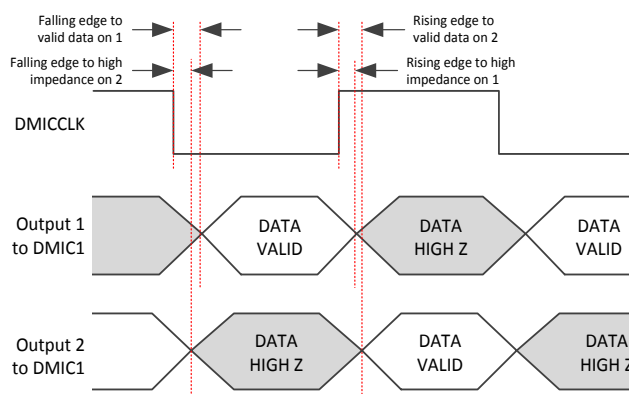 Falling edge to
valid data on 1
Rising edge to
valid data on 2
Falling edge to high
impedance on 2
Rising edge to high
impedance on 1
DMICCLK
Output 1
to DMIC1
DATA
VALID
DATA
HIGH Z
DATA
VALID
Output 2
to DMIC1
DATA
HIGH Z
DATA
VALID
DATA
HIGH Z